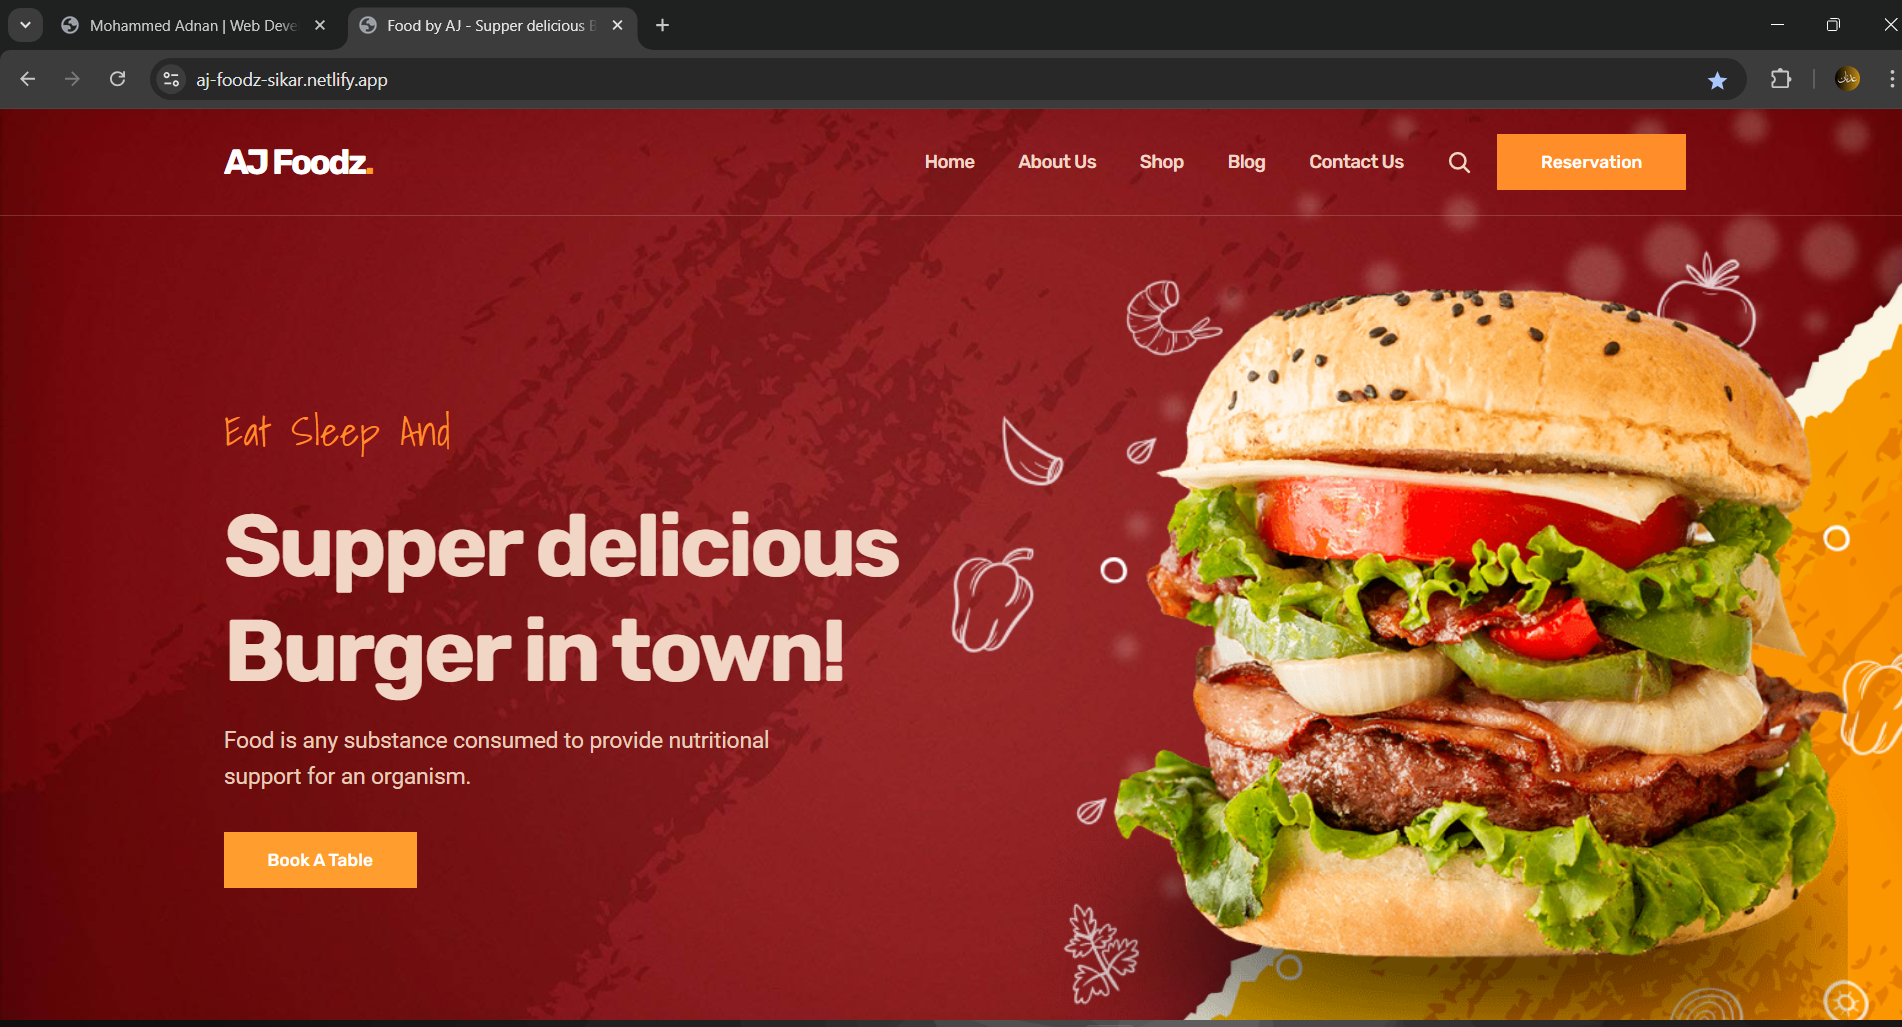 Mohammed Adnan | Web Deve
Food by AJ - Supper delicious B
aj-foodz-sikar.netlify.app
AJ Foodz.
Home
About Us
Shop
Blog
Contact Us
Reservation
Eat Sleep And
Supper delicious
Burger in town!
Food is any substance consumed to provide nutritional
support for an organism.
Book A Table